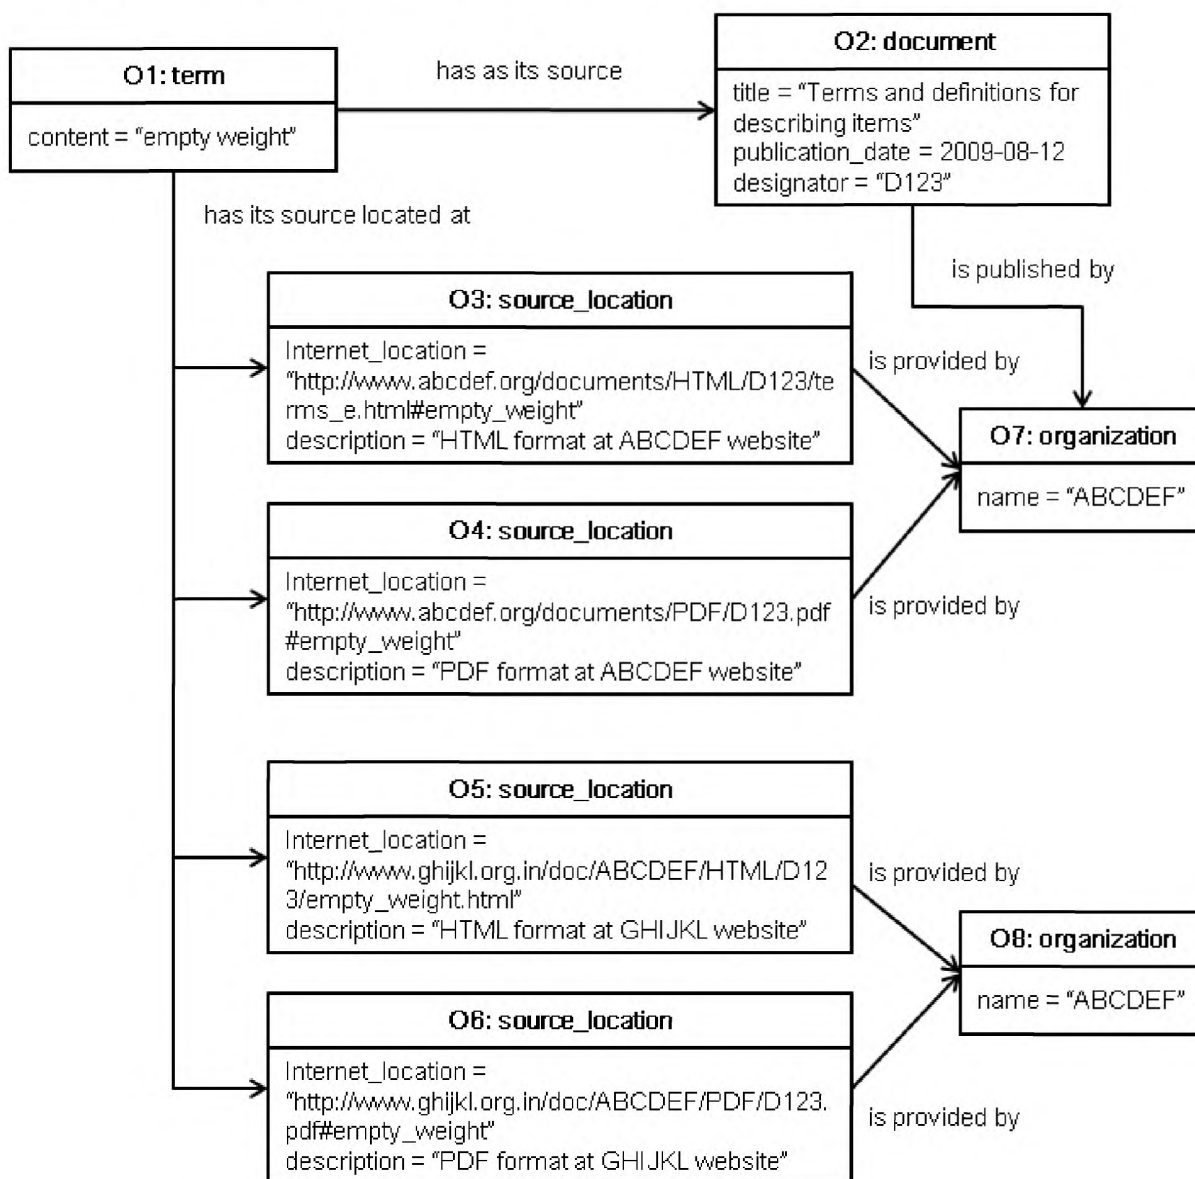 O1: term
content = “empty weight”
has as its source
O2: document
title = “Terms and definitions for
describing items”
publication_date = 2009-08-12
designator = “D123”
has its source located at
is published by
O3: source_location
Internet_location =
“http://www.abcdef.org/documents/HTML/D123/te
rms_e.html#empty_weight”
description = “HTML format at ABCDEF website”
is provided by
O7: organization
name = “ABCDEF”
O4: source_location
Internet_location =
“http://www.abcdef.org/documents/PDF/D123.pdf
#empty_weight”
description = “PDF format at ABCDEF website”
is provided by
O5: source_location
Internet_location =
“http://www.ghijkl.org.in/doc/ABCDEF/HTML/D12
3/empty_weight.html”
description = “HTML format at GHIJKL website”
is provided by
O8: organization
name = “ABCDEF”
O6: source_location
Internet_location =
“http://www.ghijkl.org.in/doc/ABCDEF/PDF/D123.
pdf#empty_weight”
description = “PDF format at GHIJKL website”
is provided by